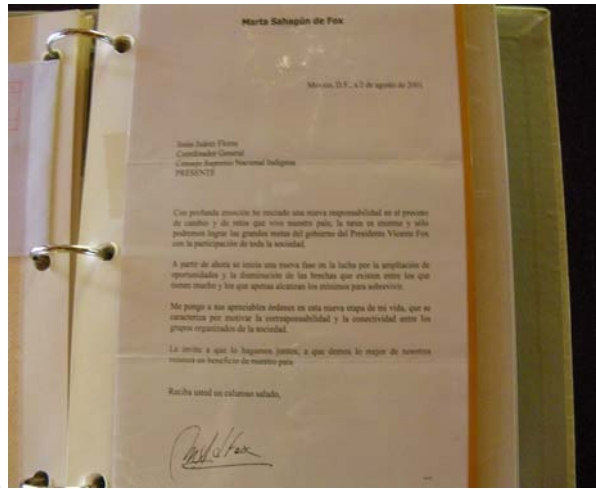 Marta Sahagún de Fox
México, D.F., a 2 de agosto de 2001
Coordinador General
Consejo Supremo Nacional Indígena
PRESENTE
Con profunda emoción he iniciado una nueva responsabilidad en el proceso
de cambio y de retos que vive nuestro país, la tarea es enorme y sólo
podremos lograr las grandes metas del gobierno del Presidente Vicente Fox
con la participación de toda la sociedad.
A partir de ahora se inicia una nueva fase en la lucha por la ampliación de
oportunidades y la disminución de las brechas que existen entre los que
tienen mucho y los que apenas alcanzan los mínimos para sobrevivir.
Me pongo a sus apreciables órdenes en esta nueva etapa de mi vida, que se
caracteriza por motivar la corresponsabilidad y la conectividad entre los
grupos organizados de la sociedad.
Le invito a que lo hagamos juntos, a que demos lo mejor de nosotros
mismos en beneficio de nuestro país.
Reciba usted un caluroso saludo,